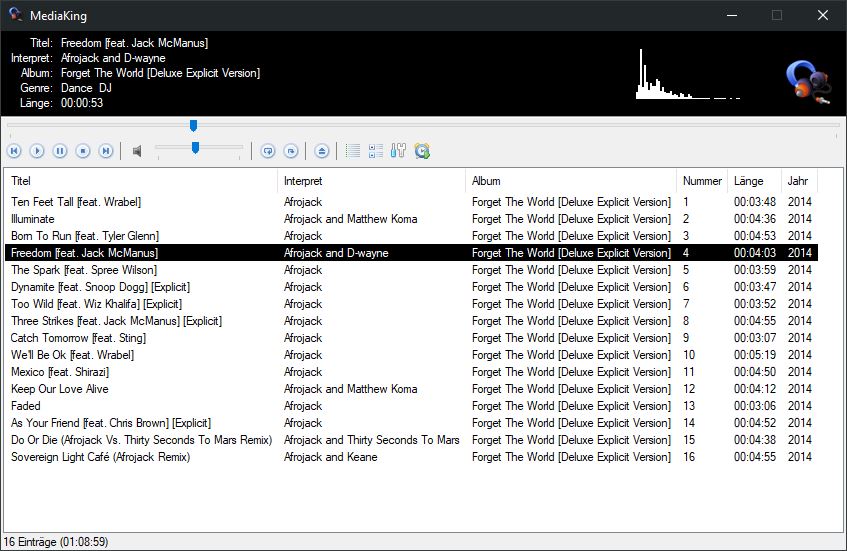 MediaKing
Titel: Freedom [feat. Jack McManus]
Interpret: Afrojack and D-wayne
Album: Forget The World [Deluxe Explicit Version]
Genre: Dance DJ
Länge: 00:00:53
Titel Interpret Album Nummer Länge Jahr
Ten Feet Tall [feat. Wrabel] Afrojack Forget The World [Deluxe Explicit Version] 1 00:03:48 2014
Illuminate Afrojack and Matthew Koma Forget The World [Deluxe Explicit Version] 2 00:04:36 2014
Born To Run [feat. Tyler Glenn] Afrojack Forget The World [Deluxe Explicit Version] 3 00:04:53 2014
Freedom [feat. Jack McManus] Afrojack and D-wayne Forget The World [Deluxe Explicit Version] 4 00:04:03 2014
The Spark [feat. Spree Wilson] Afrojack Forget The World [Deluxe Explicit Version] 5 00:03:59 2014
Dynamite [feat. Snoop Dogg] [Explicit] Afrojack Forget The World [Deluxe Explicit Version] 6 00:03:47 2014
Too Wild [feat. Wiz Khalifa] [Explicit] Afrojack Forget The World [Deluxe Explicit Version] 7 00:03:52 2014
Three Strikes [feat. Jack McManus] [Explicit] Afrojack Forget The World [Deluxe Explicit Version] 8 00:04:55 2014
Catch Tomorrow [feat. Sting] Afrojack Forget The World [Deluxe Explicit Version] 9 00:03:07 2014
We'll Be Ok [feat. Wrabel] Afrojack Forget The World [Deluxe Explicit Version] 10 00:05:19 2014
Mexico [feat. Shirazi] Afrojack Forget The World [Deluxe Explicit Version] 11 00:04:50 2014
Keep Our Love Alive Afrojack and Matthew Koma Forget The World [Deluxe Explicit Version] 12 00:04:12 2014
Faded Afrojack Forget The World [Deluxe Explicit Version] 13 00:03:06 2014
As Your Friend [feat. Chris Brown] [Explicit] Afrojack Forget The World [Deluxe Explicit Version] 14 00:04:52 2014
Do Or Die (Afrojack Vs. Thirty Seconds To Mars Remix) Afrojack and Thirty Seconds To Mars Forget The World [Deluxe Explicit Version] 15 00:04:38 2014
Sovereign Light Café (Afrojack Remix) Afrojack and Keane Forget The World [Deluxe Explicit Version] 16 00:04:55 2014
16 Einträge (01:08:59)